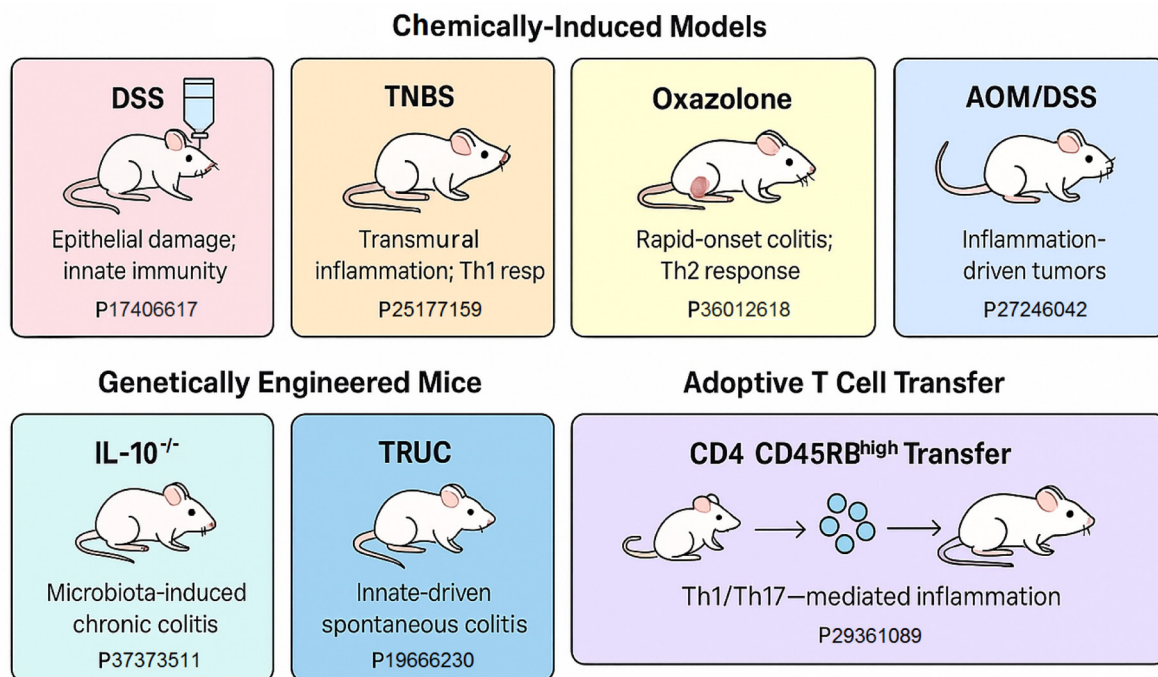 Chemically-Induced Models
DSS
Epithelial damage;
innate immunity
P17406617
TNBS
Transmural
inflammation; Th1 resp
P25177159
Oxazolone
Rapid-onset colitis;
Th2 response
P36012618
AOM/DSS
Inflammation-
driven tumors
P27246042
Genetically Engineered Mice
IL-10⁻/⁻
Microbiota-induced
chronic colitis
P37373511
TRUC
Innate-driven
spontaneous colitis
P19666230
Adoptive T Cell Transfer
CD4 CD45RBhigh Transfer
Th1/Th17—mediated inflammation
P29361089